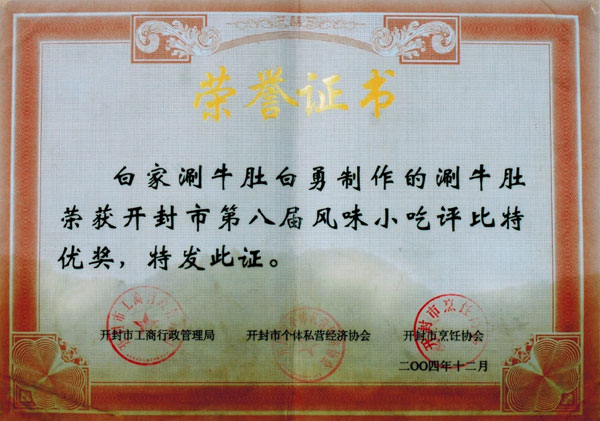 荣誉证书
白家涮牛肚白勇制作的涮牛肚
荣获开封市第八届风味小吃评比特
优奖，特发此证。
开封市工商行政管理局 开封市个体私营经济协会 开封市烹饪协会
二〇〇四年十二月